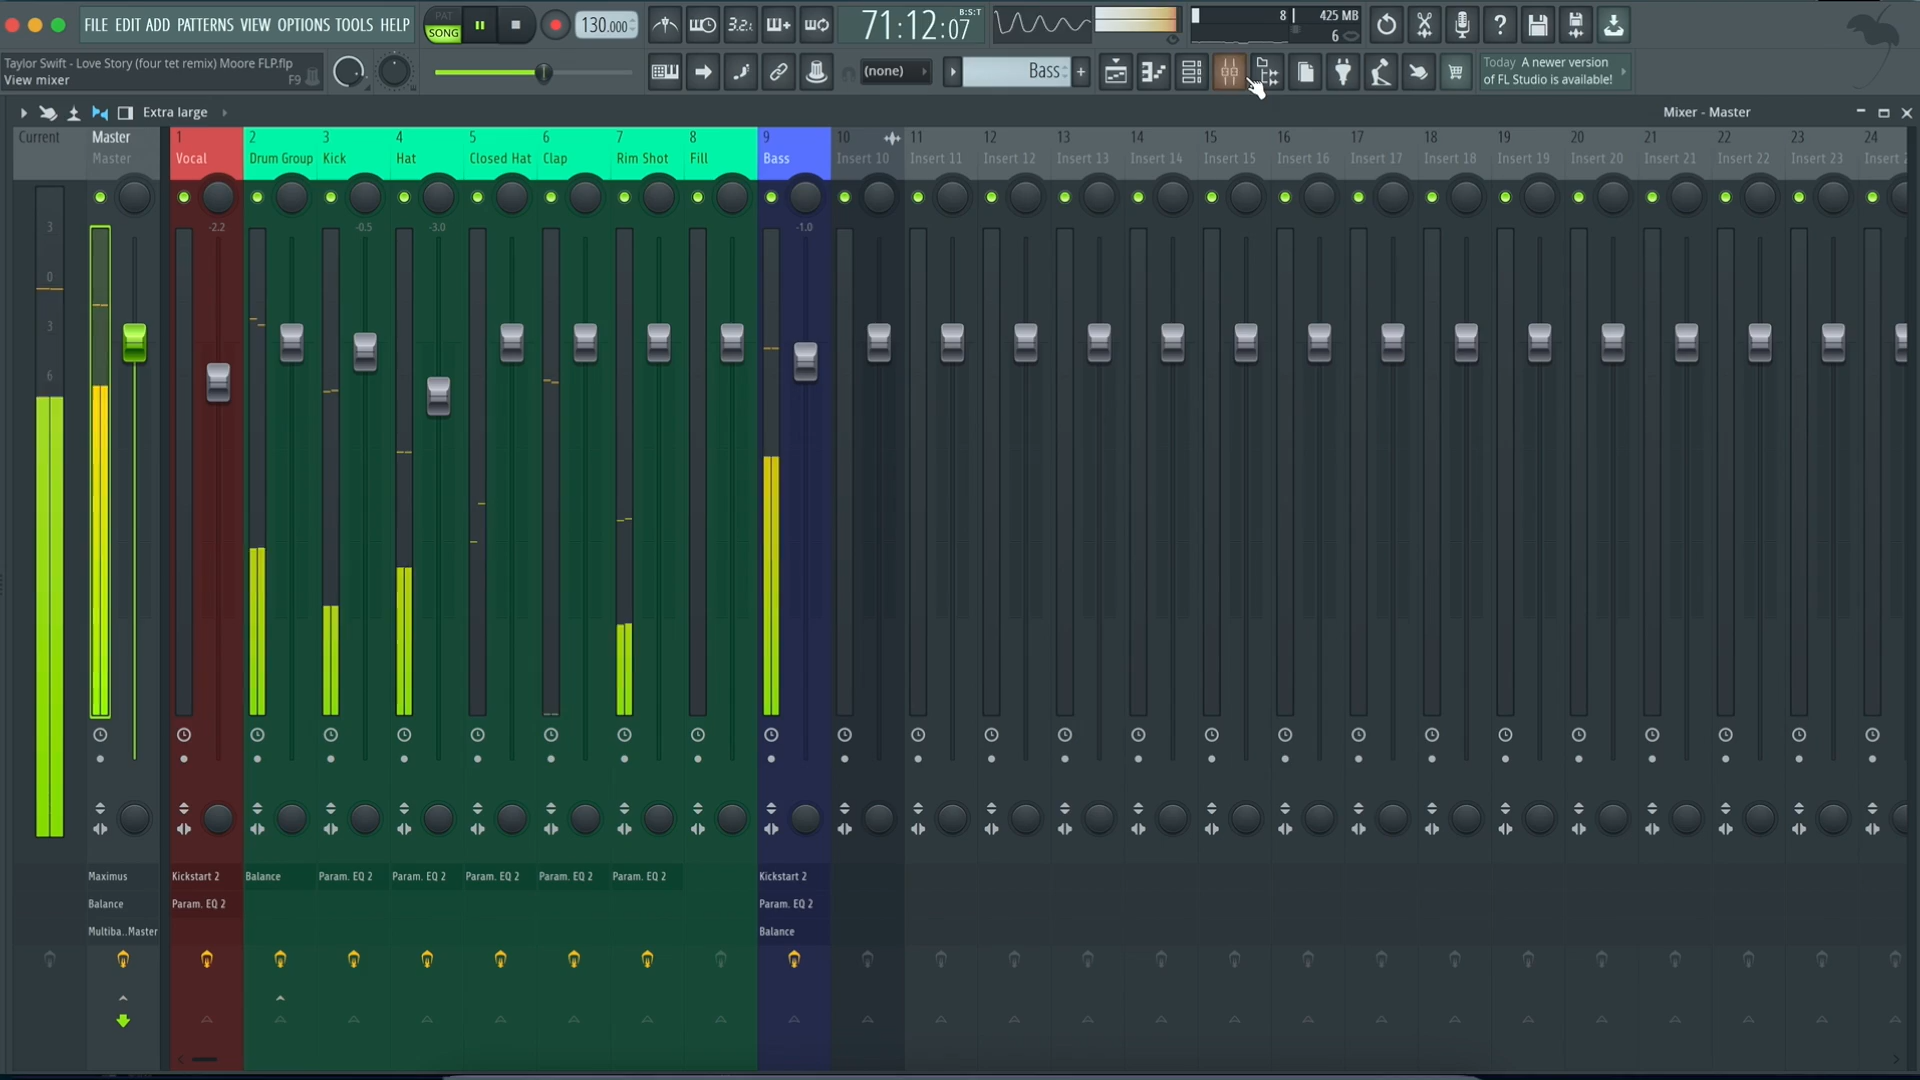 FILE EDIT ADD PATTERNS VIEW OPTIONS TOOLS HELP
PAT
SONG
130.000
3.2:
71:12:07
B:S:T
8
425 MB
6
Taylor Swift - Love Story (four tet remix) Moore FLP.flp
View mixer
F9
(none)
Bass
Today A newer version
of FL Studio is available!
Extra large
Mixer - Master
Current Master 1 2 3 4 5 6 7 8 9 10 11 12 13 14 15 16 17 18 19 20 21 22 23 24
Master Vocal Drum Group Kick Hat Closed Hat Clap Rim Shot Fill Bass Insert 10 Insert 11 Insert 12 Insert 13 Insert 14 Insert 15 Insert 16 Insert 17 Insert 18 Insert 19 Insert 20 Insert 21 Insert 22 Insert 23 Insert
3 -2.2 -0.5 -3.0 -1.0
0
3
6
Maximus Kickstart 2 Balance Param. EQ 2 Param. EQ 2 Param. EQ 2 Param. EQ 2 Param. EQ 2 Kickstart 2
Balance Param. EQ 2 Param. EQ 2
Multiba..Master Balance